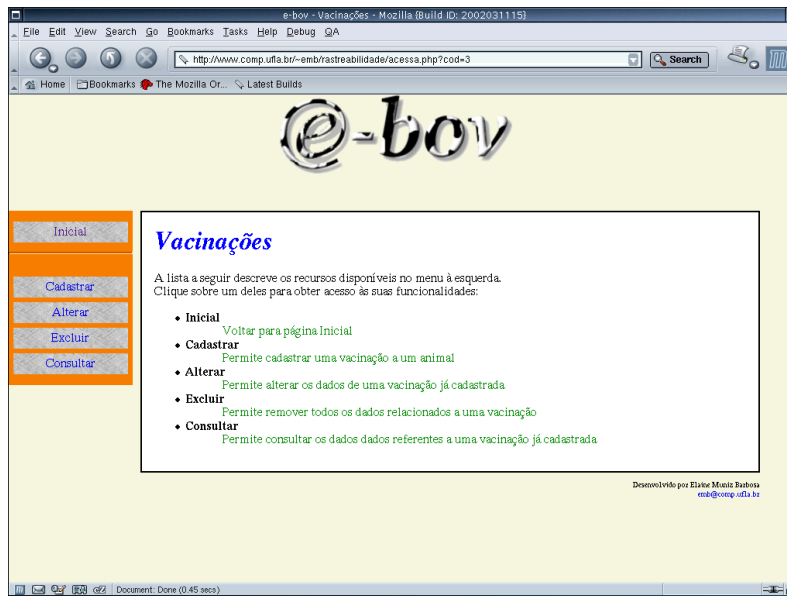 e-bov - Vacinações - Mozilla {Build ID: 2002031115}
File Edit View Search Go Bookmarks Tasks Help Debug QA
http://www.comp.ufla.br/~emb/rastreabilidade/acessa.php?cod=3 Search
Home Bookmarks The Mozilla Or... Latest Builds
e-bov
Inicial
Cadastrar
Alterar
Excluir
Consultar
Vacinações
A lista a seguir descreve os recursos disponíveis no menu à esquerda.
Clique sobre um deles para obter acesso às suas funcionalidades:
Inicial
Voltar para página Inicial
Cadastrar
Permite cadastrar uma vacinação a um animal
Alterar
Permite alterar os dados de uma vacinação já cadastrada
Excluir
Permite remover todos os dados relacionados a uma vacinação
Consultar
Permite consultar os dados dados referentes a uma vacinação já cadastrada
Desenvolvido por Elaine Muniz Barbosa
emb@comp.ufla.br
Document: Done (0.45 secs)